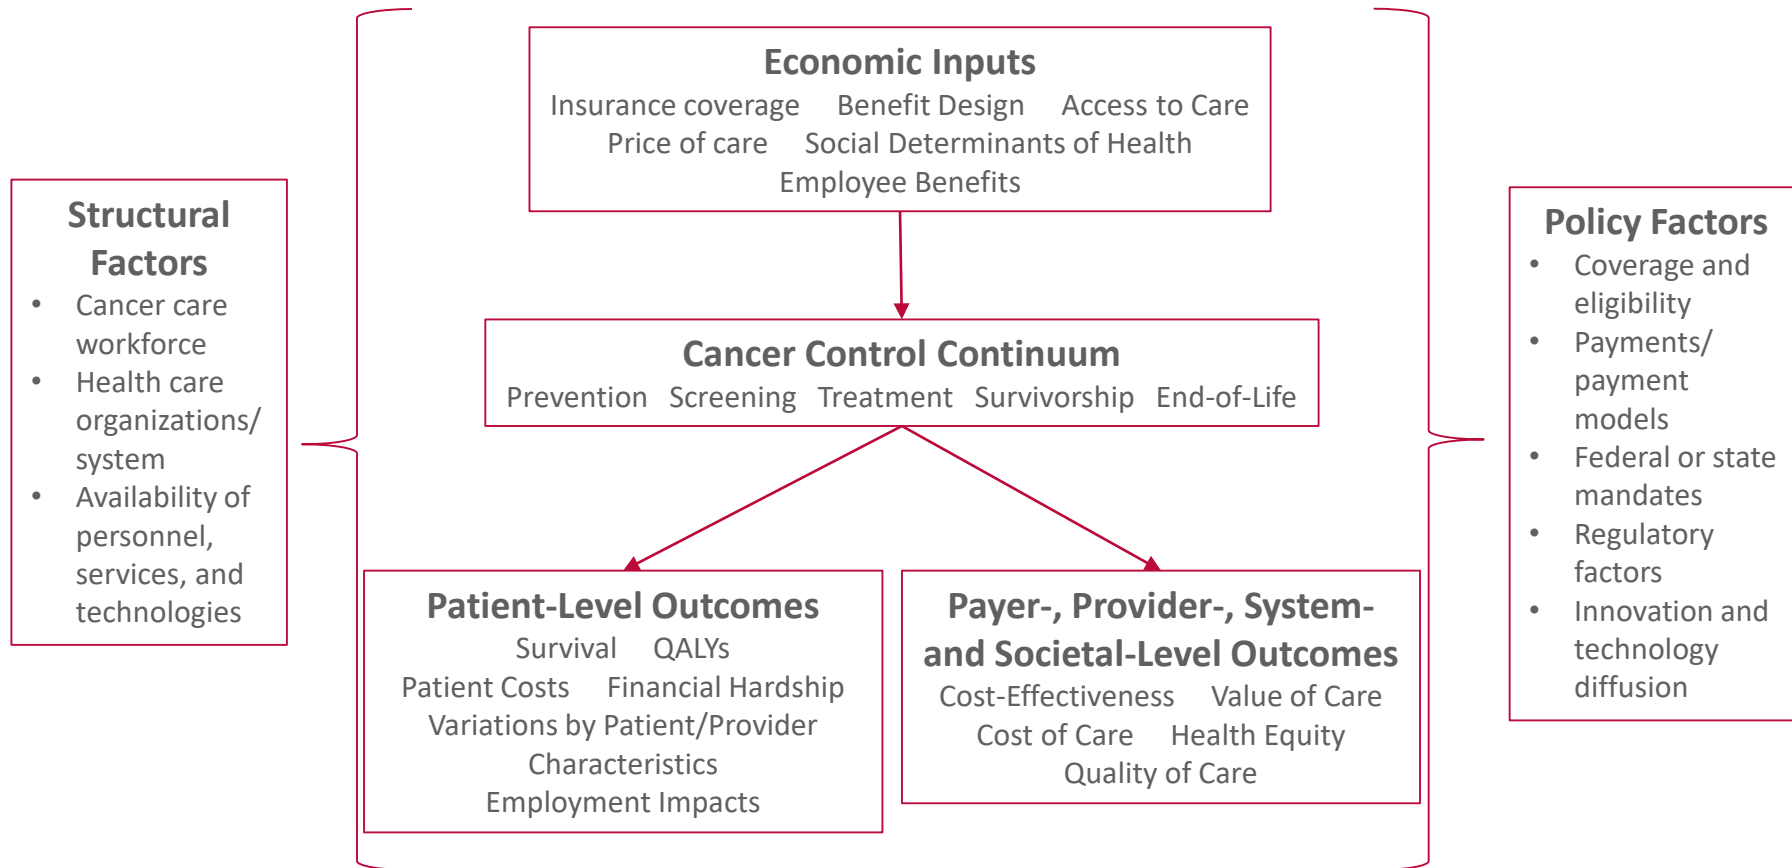 Economic Inputs
Insurance coverage Benefit Design Access to Care
Price of care Social Determinants of Health
Employee Benefits
Structural
Factors
• Cancer care
workforce
• Health care
organizations/
system
• Availability of
personnel,
services, and
technologies
Cancer Control Continuum
Prevention Screening Treatment Survivorship End-of-Life
Patient-Level Outcomes
Survival QALYs
Patient Costs Financial Hardship
Variations by Patient/Provider
Characteristics
Employment Impacts
Payer-, Provider-, System-
and Societal-Level Outcomes
Cost-Effectiveness Value of Care
Cost of Care Health Equity
Quality of Care
Policy Factors
• Coverage and
eligibility
• Payments/
payment
models
• Federal or state
mandates
• Regulatory
factors
• Innovation and
technology
diffusion